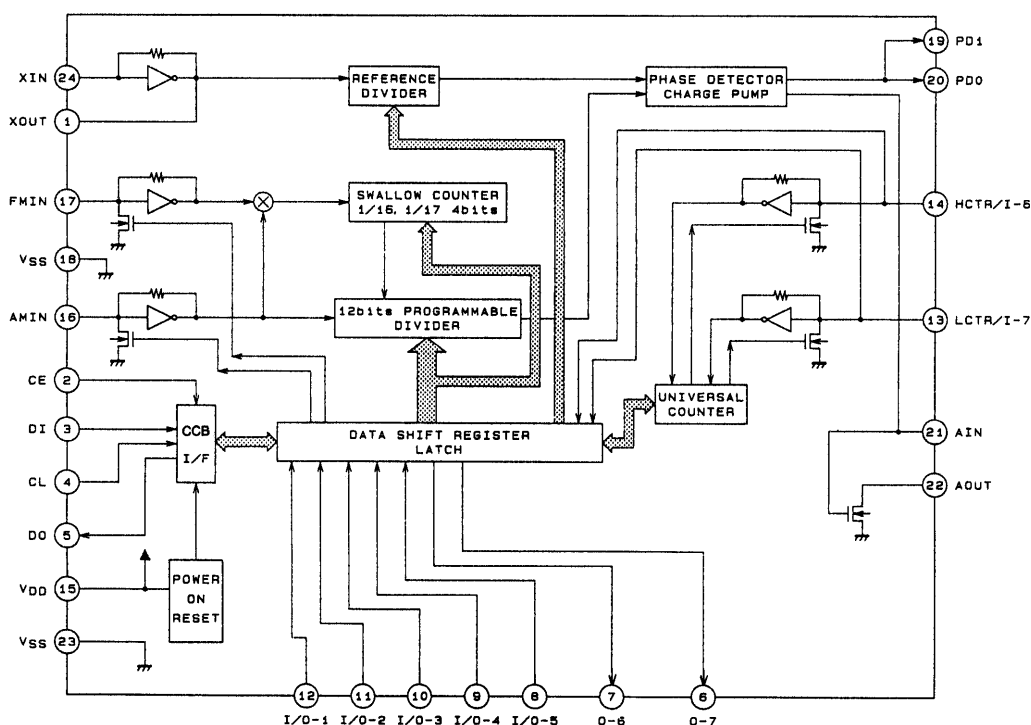 XIN 24
XOUT 1
FMIN 17
VSS 18
AMIN 16
CE 2
DI 3
CL 4
DO 5
VDD 15
VSS 23
REFERENCE
DIVIDER
PHASE DETECTOR
CHARGE PUMP
19 PD1
20 PD0
SWALLOW COUNTER
1/16, 1/17 4bits
12bits PROGRAMMABLE
DIVIDER
14 HCTR/I-6
13 LCTR/I-7
UNIVERSAL
COUNTER
CCB
I/F
DATA SHIFT REGISTER
LATCH
21 AIN
22 AOUT
POWER
ON
RESET
12 11 10 9 8 7 6
I/O-1 I/O-2 I/O-3 I/O-4 I/O-5 O-6 O-7